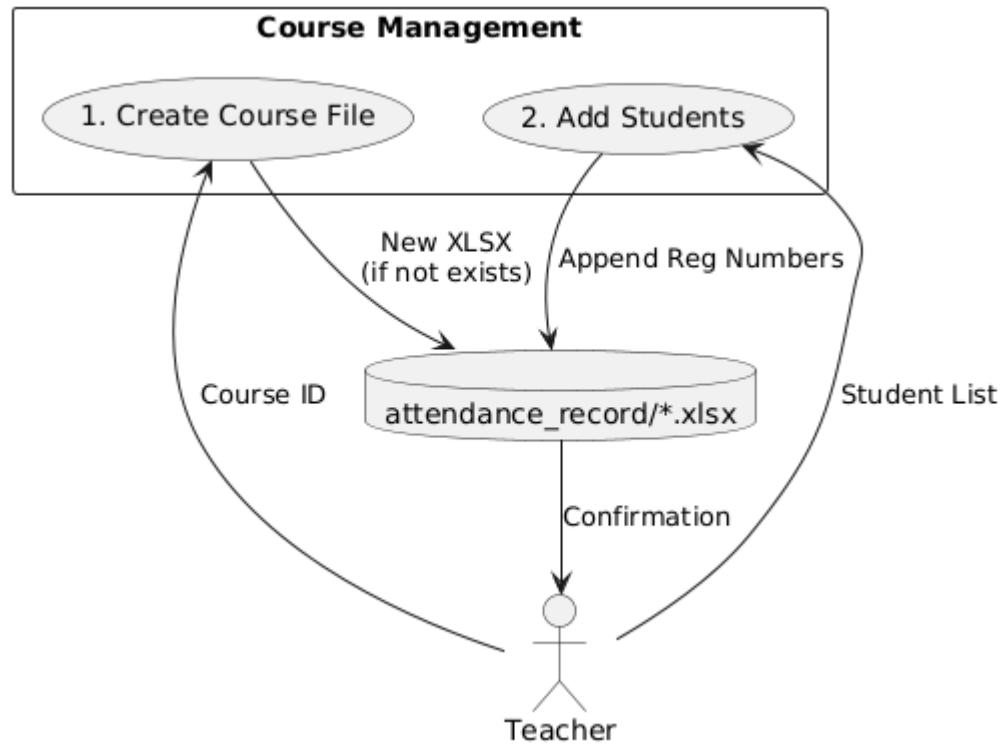 Course Management
1. Create Course File
2. Add Students
New XLSX
(if not exists)
Append Reg Numbers
Course ID
attendance_record/*.xlsx
Student List
Confirmation
Teacher